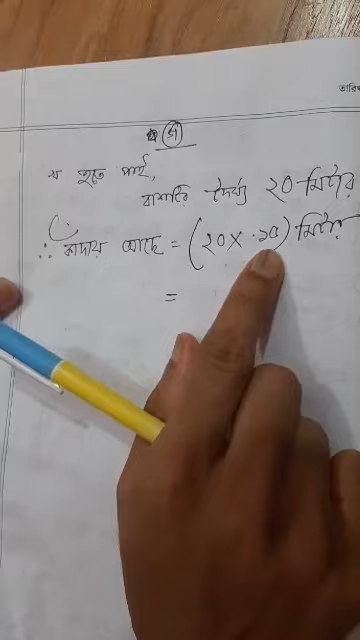 তারিখ
গ
খ হতে পাই,
বাশটির দৈর্ঘ্য ২০ মিটার
∴ কাদায় আছে = (২০ × .১৫) মিটার
=